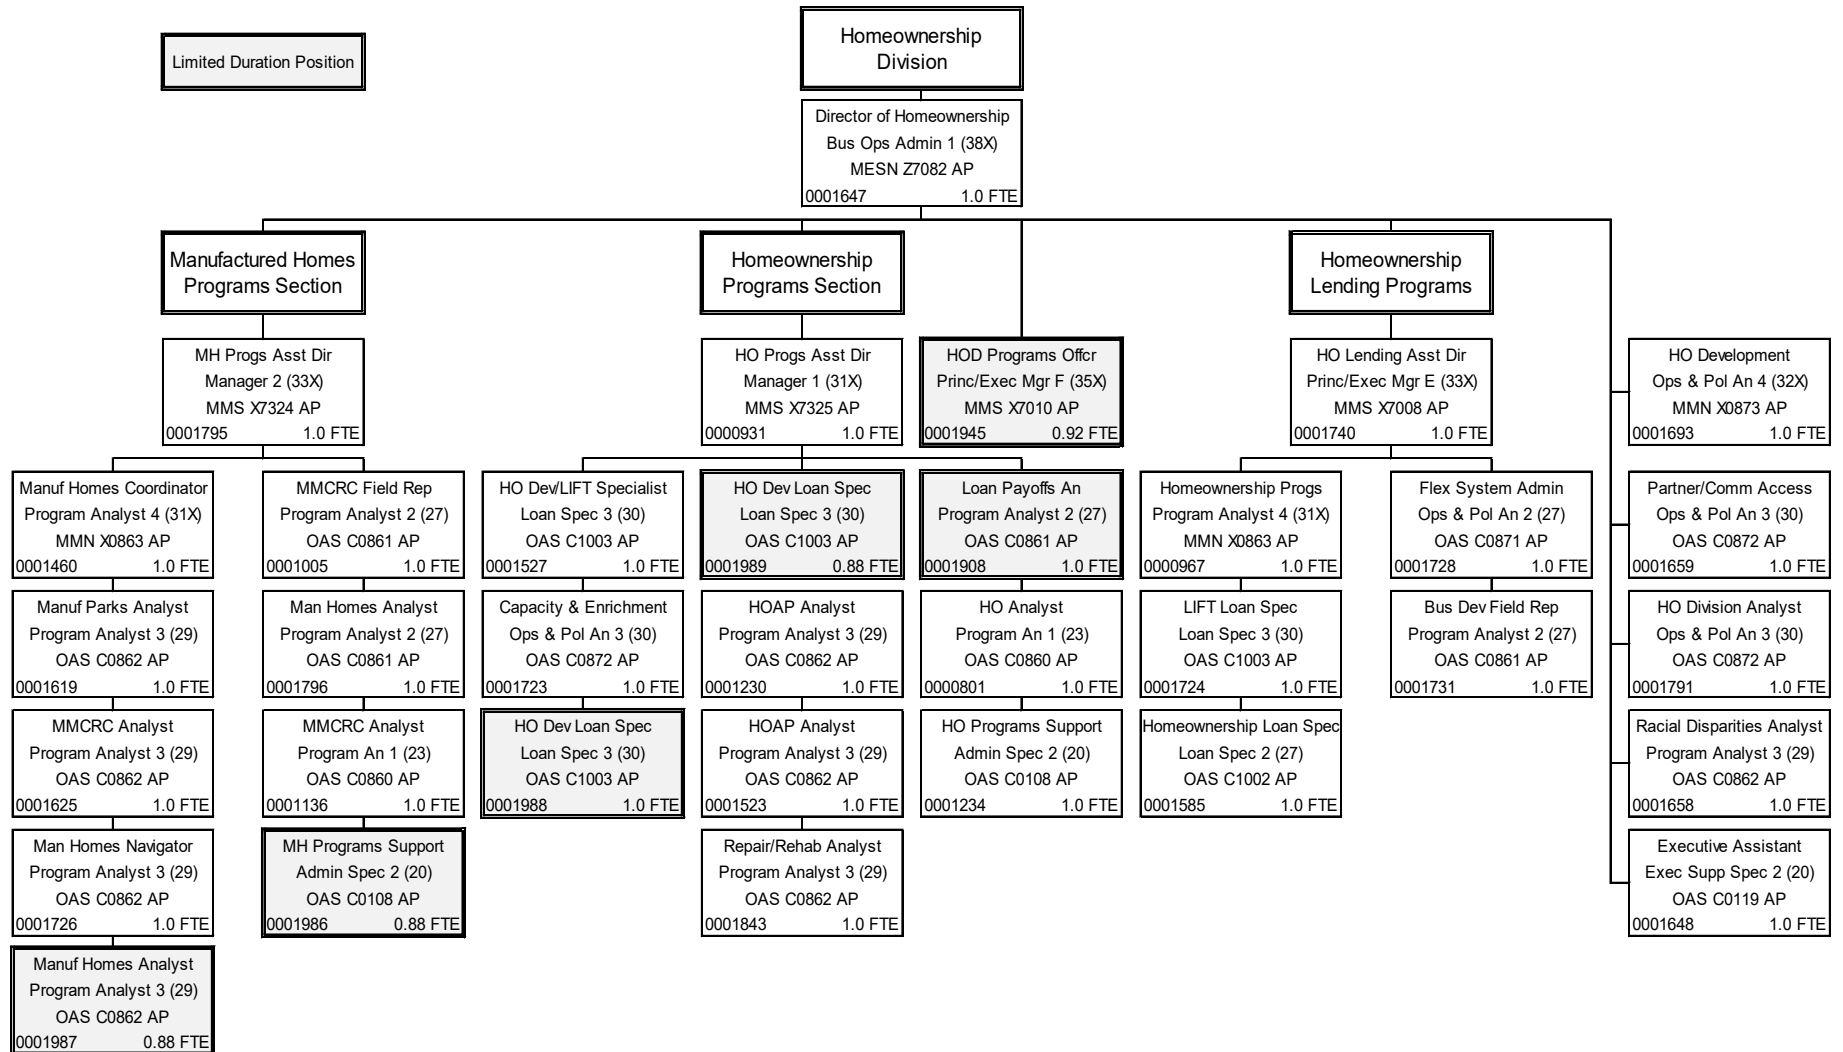 Limited Duration Position
Homeownership
Division
Director of Homeownership
Bus Ops Admin 1 (38X)
MESN Z7082 AP
0001647 1.0 FTE
Manufactured Homes
Programs Section
Homeownership
Programs Section
Homeownership
Lending Programs
MH Progs Asst Dir
Manager 2 (33X)
MMS X7324 AP
0001795 1.0 FTE
HO Progs Asst Dir
Manager 1 (31X)
MMS X7325 AP
0000931 1.0 FTE
HOD Programs Offcr
Princ/Exec Mgr F (35X)
MMS X7010 AP
0001945 0.92 FTE
HO Lending Asst Dir
Princ/Exec Mgr E (33X)
MMS X7008 AP
0001740 1.0 FTE
HO Development
Ops & Pol An 4 (32X)
MMN X0873 AP
0001693 1.0 FTE
Manuf Homes Coordinator
Program Analyst 4 (31X)
MMN X0863 AP
0001460 1.0 FTE
MMCRC Field Rep
Program Analyst 2 (27)
OAS C0861 AP
0001005 1.0 FTE
HO Dev/LIFT Specialist
Loan Spec 3 (30)
OAS C1003 AP
0001527 1.0 FTE
HO Dev Loan Spec
Loan Spec 3 (30)
OAS C1003 AP
0001989 0.88 FTE
Loan Payoffs An
Program Analyst 2 (27)
OAS C0861 AP
0001908 1.0 FTE
Homeownership Progs
Program Analyst 4 (31X)
MMN X0863 AP
0000967 1.0 FTE
Flex System Admin
Ops & Pol An 2 (27)
OAS C0871 AP
0001728 1.0 FTE
Partner/Comm Access
Ops & Pol An 3 (30)
OAS C0872 AP
0001659 1.0 FTE
Manuf Parks Analyst
Program Analyst 3 (29)
OAS C0862 AP
0001619 1.0 FTE
Man Homes Analyst
Program Analyst 2 (27)
OAS C0861 AP
0001796 1.0 FTE
Capacity & Enrichment
Ops & Pol An 3 (30)
OAS C0872 AP
0001723 1.0 FTE
HOAP Analyst
Program Analyst 3 (29)
OAS C0862 AP
0001230 1.0 FTE
HO Analyst
Program An 1 (23)
OAS C0860 AP
0000801 1.0 FTE
LIFT Loan Spec
Loan Spec 3 (30)
OAS C1003 AP
0001724 1.0 FTE
Bus Dev Field Rep
Program Analyst 2 (27)
OAS C0861 AP
0001731 1.0 FTE
HO Division Analyst
Ops & Pol An 3 (30)
OAS C0872 AP
0001791 1.0 FTE
MMCRC Analyst
Program Analyst 3 (29)
OAS C0862 AP
0001625 1.0 FTE
MMCRC Analyst
Program An 1 (23)
OAS C0860 AP
0001136 1.0 FTE
HO Dev Loan Spec
Loan Spec 3 (30)
OAS C1003 AP
0001988 1.0 FTE
HOAP Analyst
Program Analyst 3 (29)
OAS C0862 AP
0001523 1.0 FTE
HO Programs Support
Admin Spec 2 (20)
OAS C0108 AP
0001234 1.0 FTE
Homeownership Loan Spec
Loan Spec 2 (27)
OAS C1002 AP
0001585 1.0 FTE
Racial Disparities Analyst
Program Analyst 3 (29)
OAS C0862 AP
0001658 1.0 FTE
Man Homes Navigator
Program Analyst 3 (29)
OAS C0862 AP
0001726 1.0 FTE
MH Programs Support
Admin Spec 2 (20)
OAS C0108 AP
0001986 0.88 FTE
Repair/Rehab Analyst
Program Analyst 3 (29)
OAS C0862 AP
0001843 1.0 FTE
Executive Assistant
Exec Supp Spec 2 (20)
OAS C0119 AP
0001648 1.0 FTE
Manuf Homes Analyst
Program Analyst 3 (29)
OAS C0862 AP
0001987 0.88 FTE